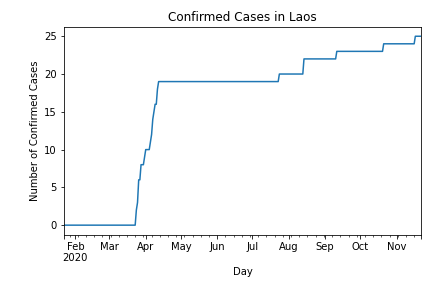 Confirmed Cases in Laos
Number of Confirmed Cases
25
20
15
10
5
0
Feb Mar Apr May Jun Jul Aug Sep Oct Nov
2020
Day